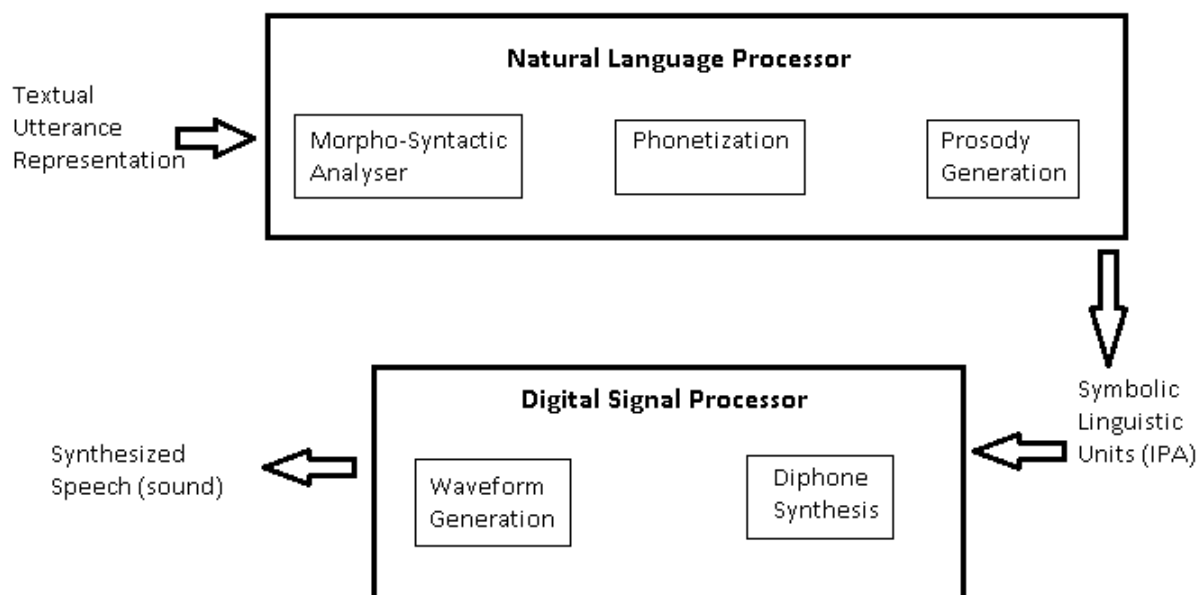 Natural Language Processor
Textual
Utterance
Representation
Morpho-Syntactic
Analyser
Phonetization
Prosody
Generation
Symbolic
Linguistic
Units (IPA)
Digital Signal Processor
Diphone
Synthesis
Waveform
Generation
Synthesized
Speech (sound)